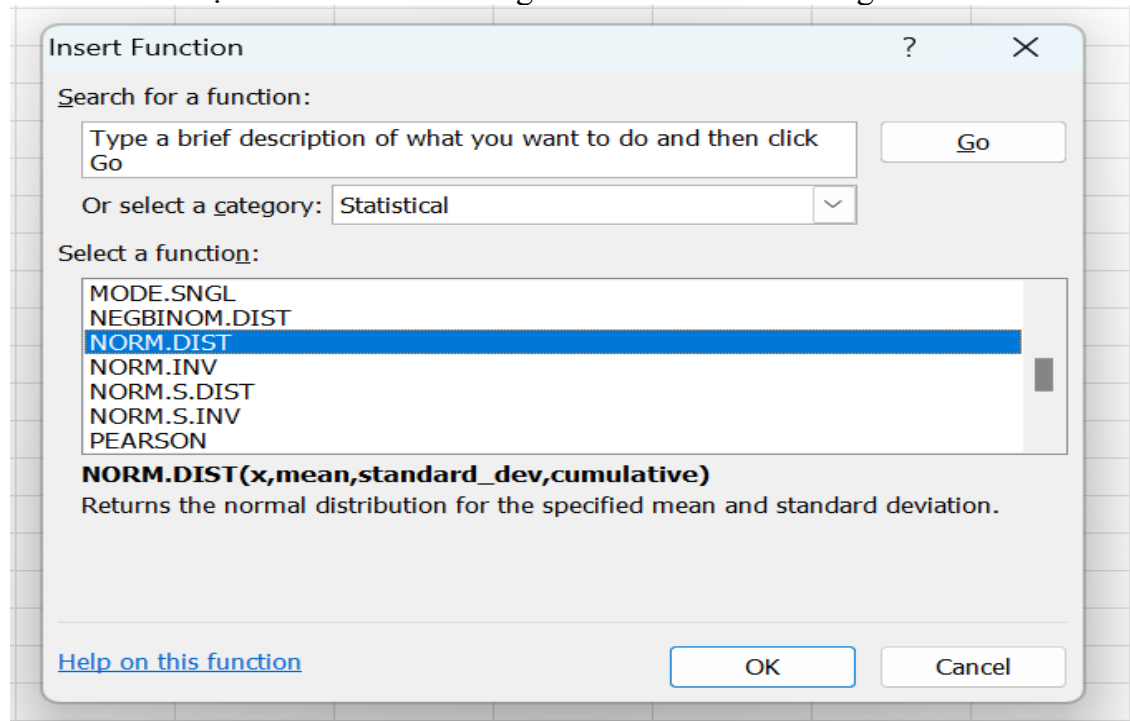 Insert Function
?
Search for a function:
Type a brief description of what you want to do and then click
Go
Go
Or select a category: Statistical
Select a function:
MODE.SNGL
NEGBINOM.DIST
NORM.DIST
NORM.INV
NORM.S.DIST
NORM.S.INV
PEARSON
NORM.DIST(x,mean,standard_dev,cumulative)
Returns the normal distribution for the specified mean and standard deviation.
Help on this function
OK
Cancel